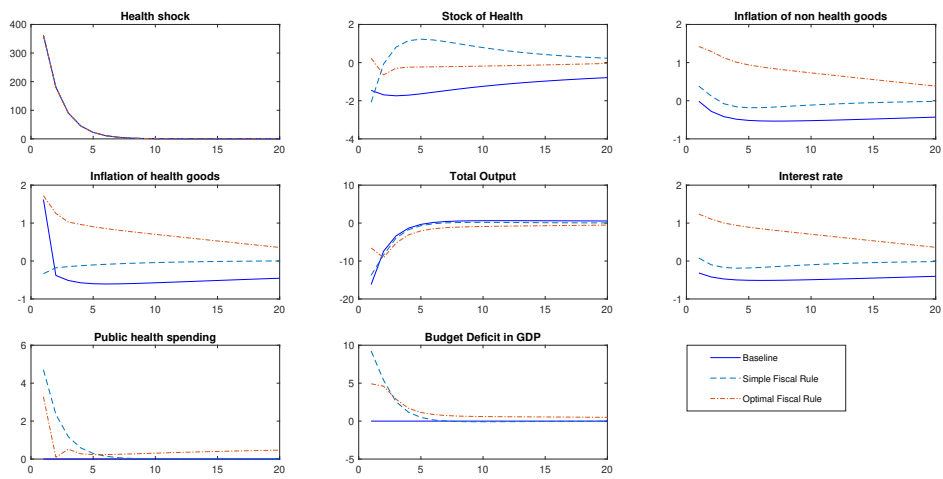 Health shock
400
300
200
100
0
0 5 10 15 20
Stock of Health
2
0
-2
-4
0 5 10 15 20
Inflation of non health goods
2
1
0
-1
0 5 10 15 20
Inflation of health goods
2
1
0
-1
0 5 10 15 20
Total Output
10
0
-10
-20
0 5 10 15 20
Interest rate
2
1
0
-1
0 5 10 15 20
Public health spending
6
4
2
0
0 5 10 15 20
Budget Deficit in GDP
10
5
0
-5
0 5 10 15 20
Baseline
Simple Fiscal Rule
Optimal Fiscal Rule